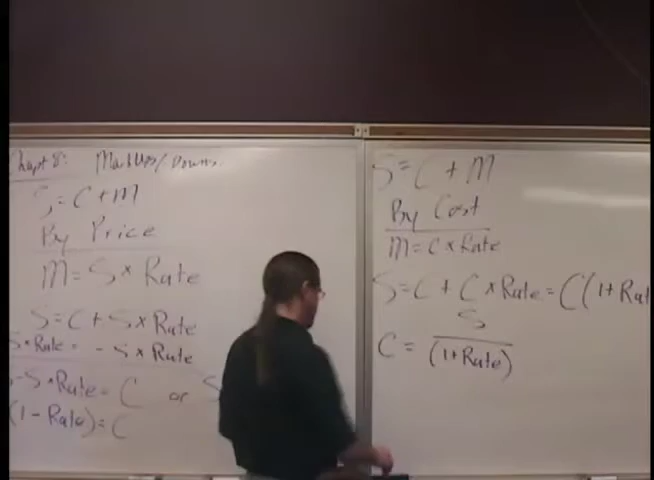 Chapt 8: MarkUps/Downs
S = C + M
By Price
M = S × Rate
S = C + S × Rate
S • Rate = - S × Rate
- S • Rate = C or S
(1 - Rate) = C
S = C + M
By Cost
M = C × Rate
S = C + C × Rate = C (1 + Rat
C = S / (1 + Rate)